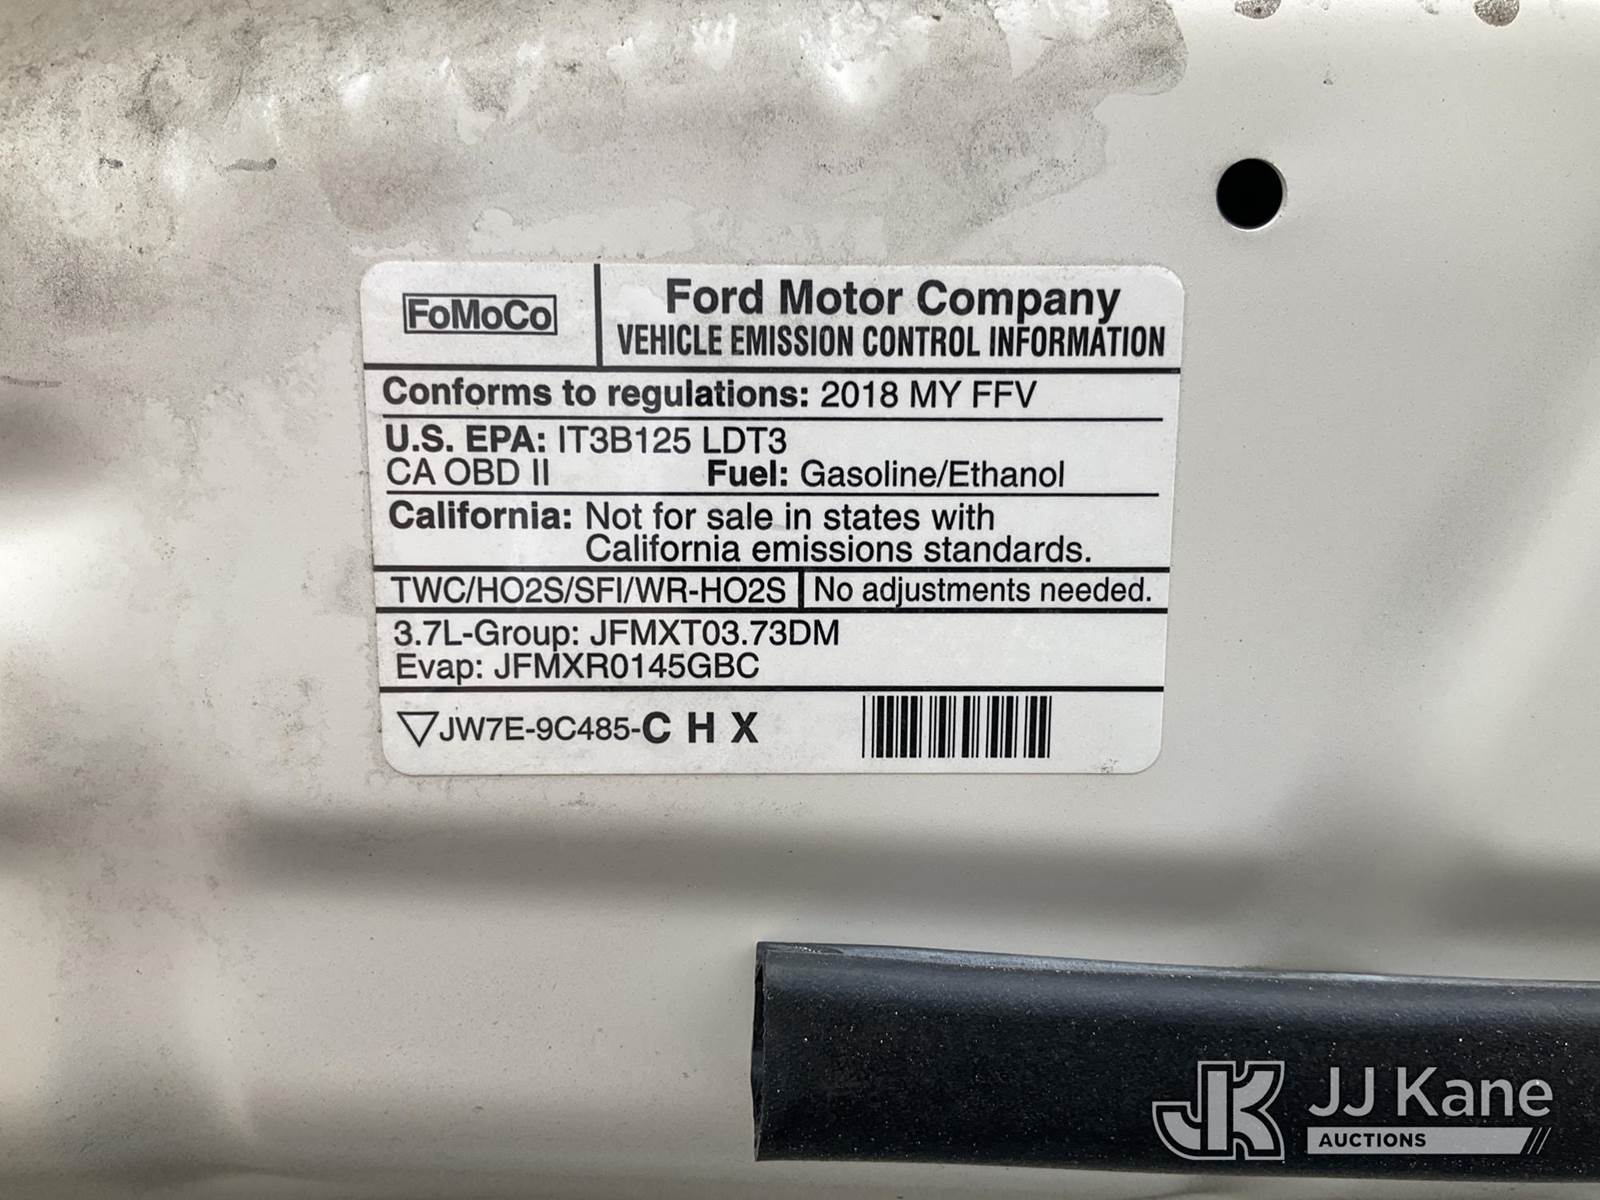 FoMoCo
Ford Motor Company
VEHICLE EMISSION CONTROL INFORMATION
Conforms to regulations: 2018 MY FFV
U.S. EPA: IT3B125 LDT3
CA OBD II Fuel: Gasoline/Ethanol
California: Not for sale in states with
California emissions standards.
TWC/HO2S/SFI/WR-HO2S No adjustments needed.
3.7L-Group: JFMXT03.73DM
Evap: JFMXR0145GBC
JW7E-9C485-C H X
JK JJ Kane
AUCTIONS